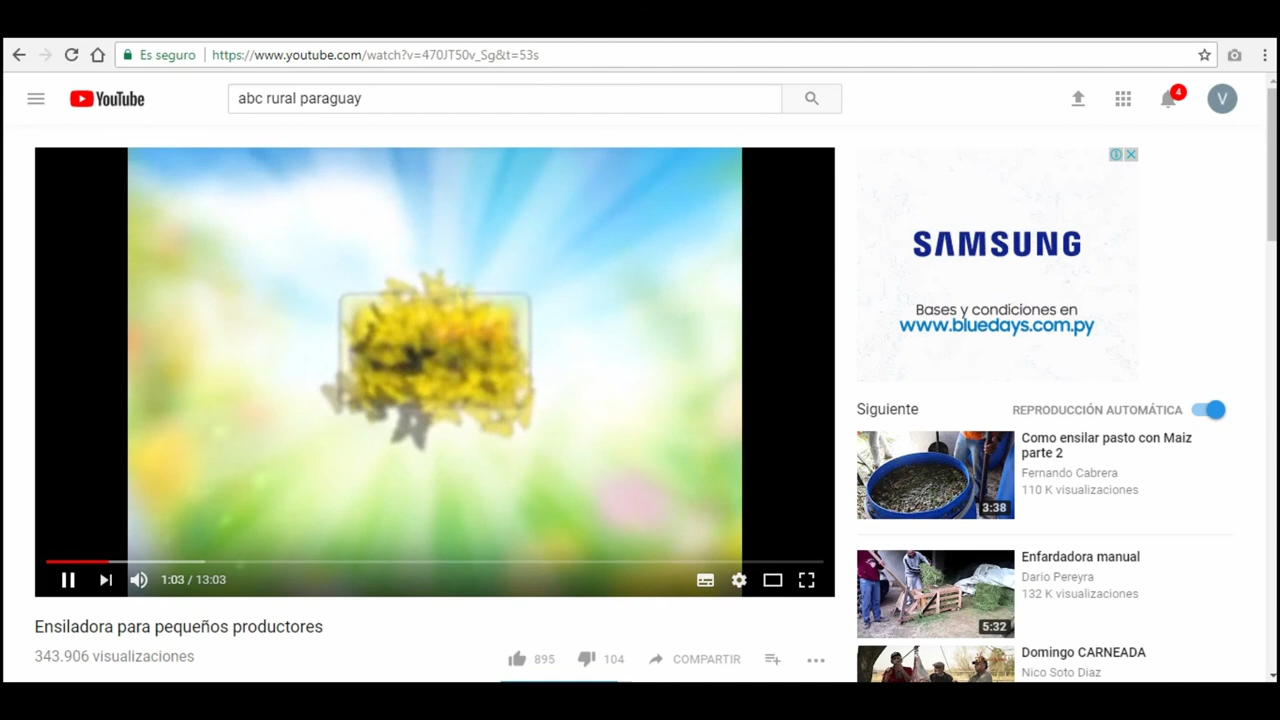 Es seguro
https://www.youtube.com/watch?v=470JT50v_Sg&t=53s
YouTube
abc rural paraguay
4
V
SAMSUNG
Bases y condiciones en
www.bluedays.com.py
Siguiente
REPRODUCCIÓN AUTOMÁTICA
Como ensilar pasto con Maiz
parte 2
Fernando Cabrera
110 K visualizaciones
3:38
Enfardadora manual
Dario Pereyra
132 K visualizaciones
5:32
Domingo CARNEADA
Nico Soto Diaz
1:03 / 13:03
Ensiladora para pequeños productores
343.906 visualizaciones
895
104
COMPARTIR